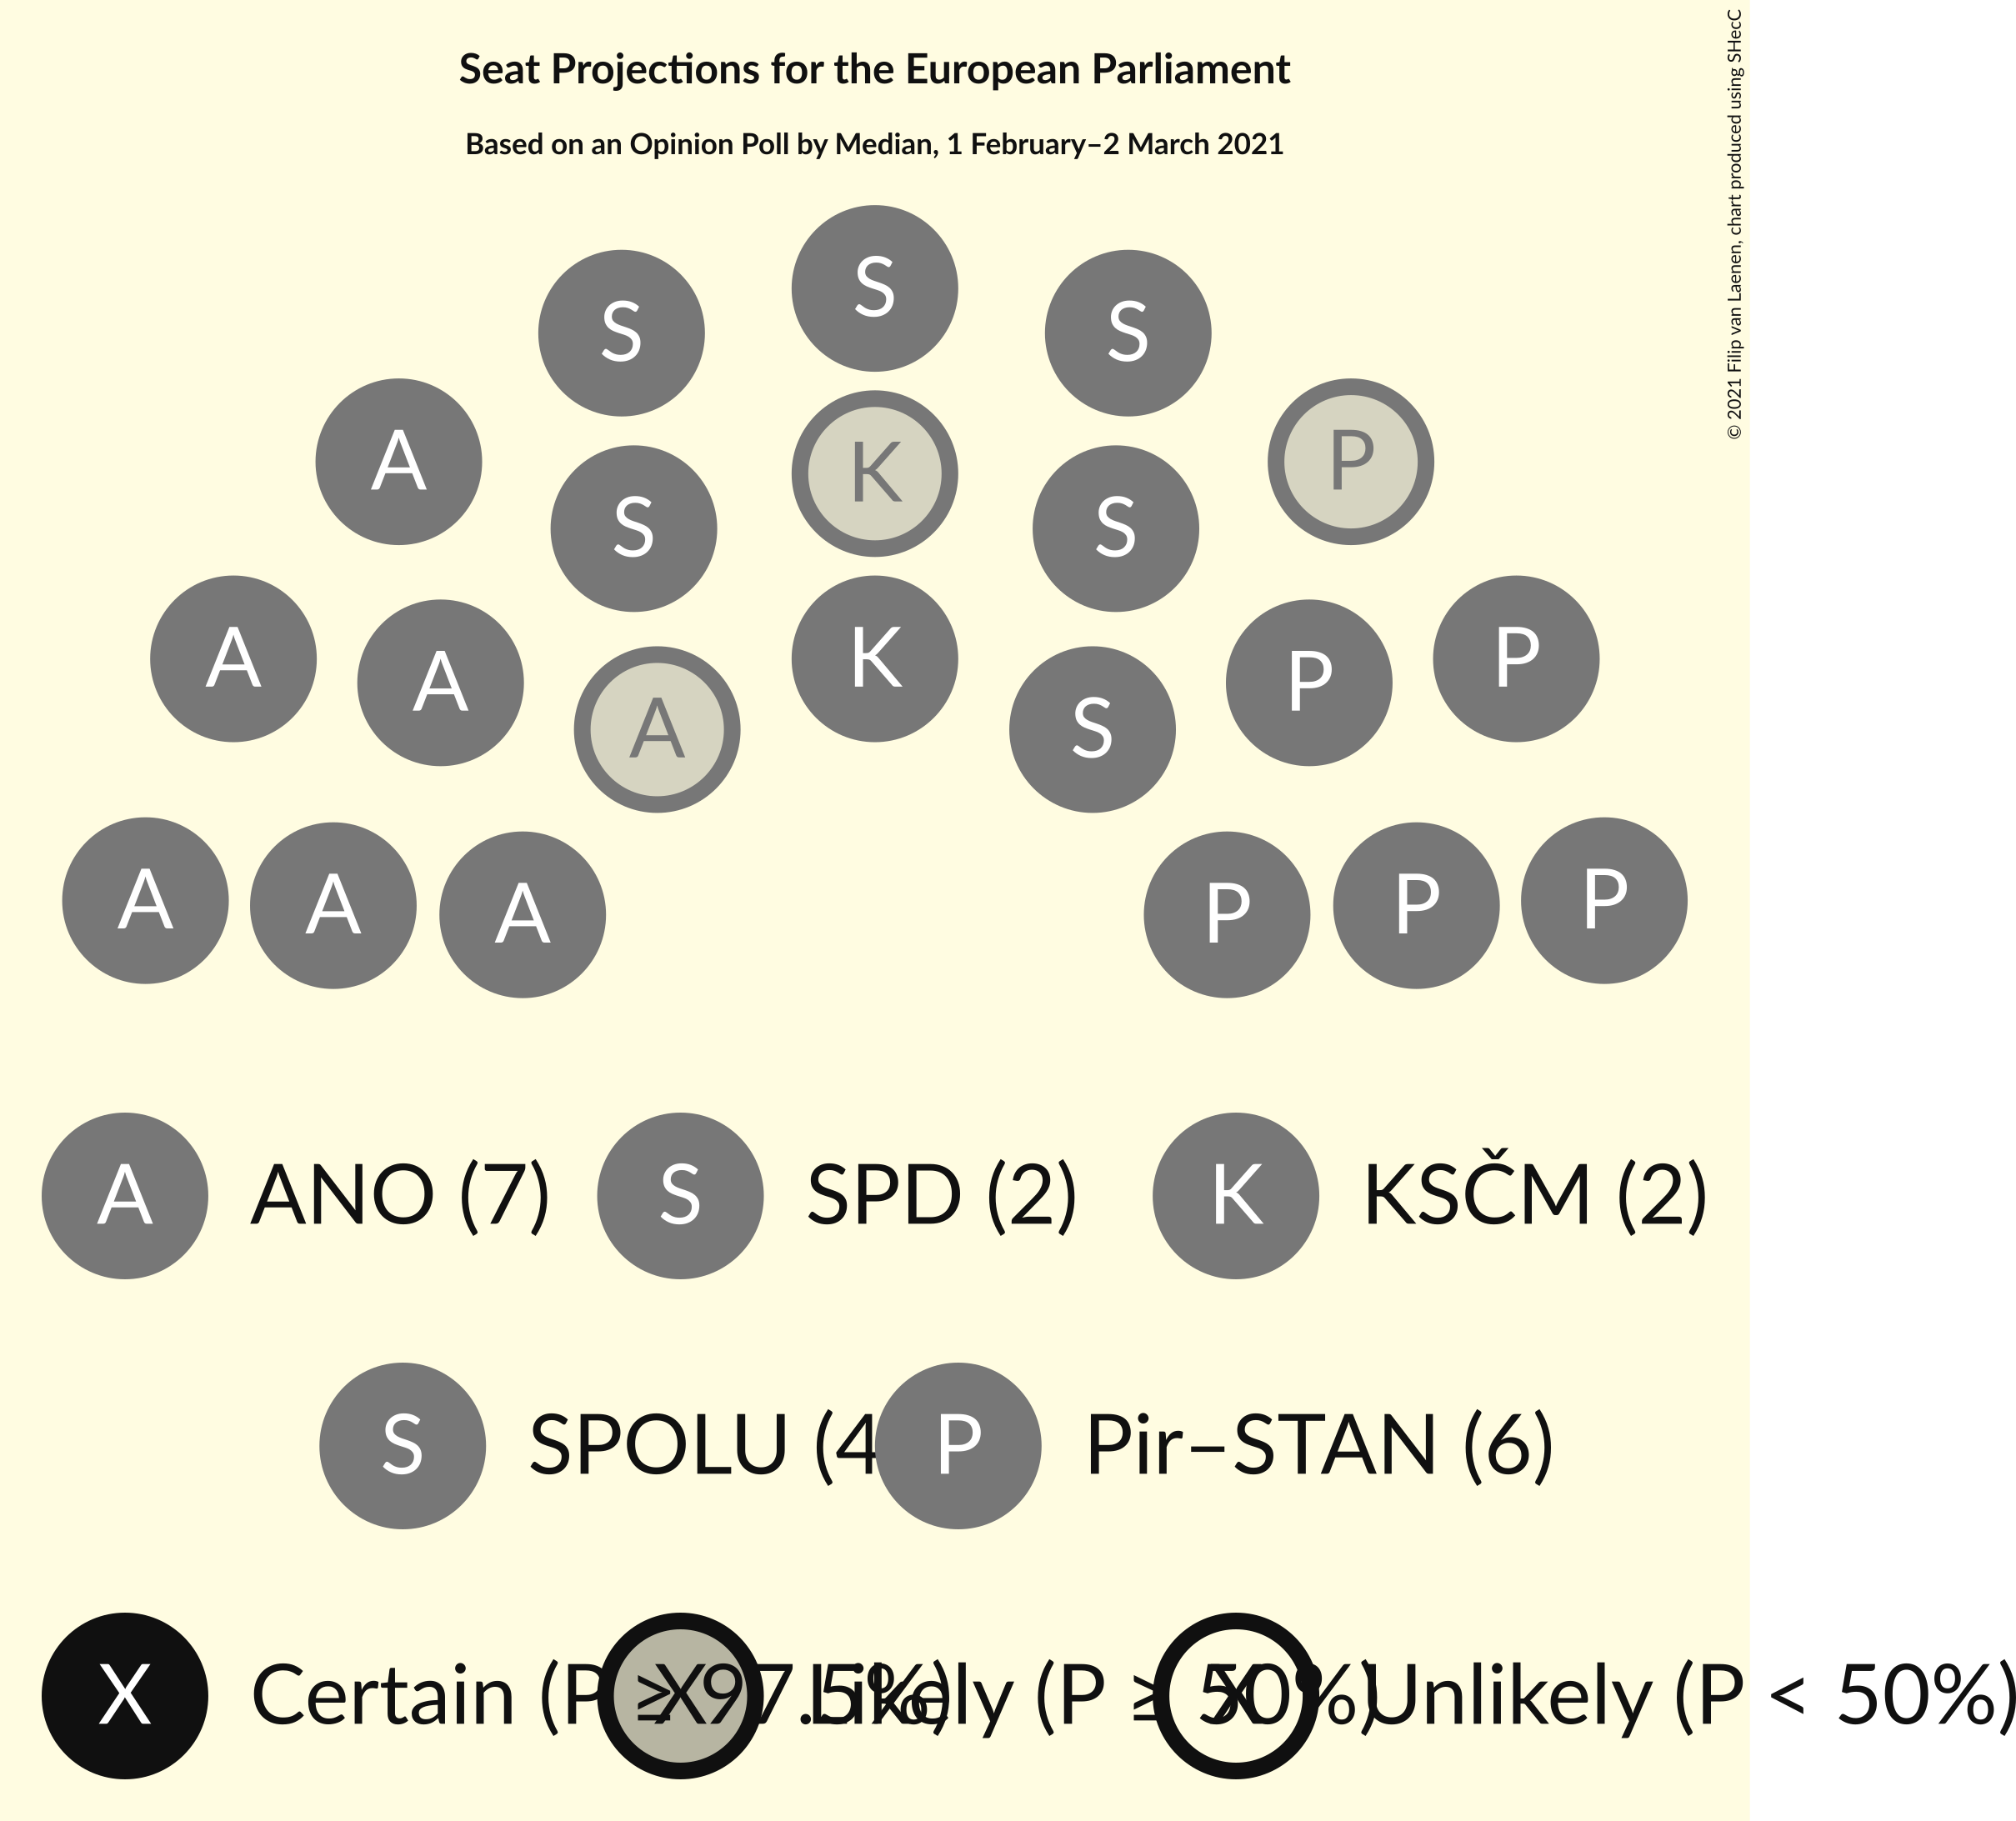 Seat Projections for the European Parliament
Based on an Opinion Poll by Median, 1 February–2 March 2021
© 2021 Filip van Laenen, chart produced using SHecC
S
S S
A K P
S S
A K P
A P
A S
A A P P
A P
A ANO (7) S SPD (2) K KSČM (2)
S SPOLU (4 P Pir–STAN (6)
X Certain (P ≥ 97.5%) X Likely (P ≥ 50%) X Unlikely (P < 50%)